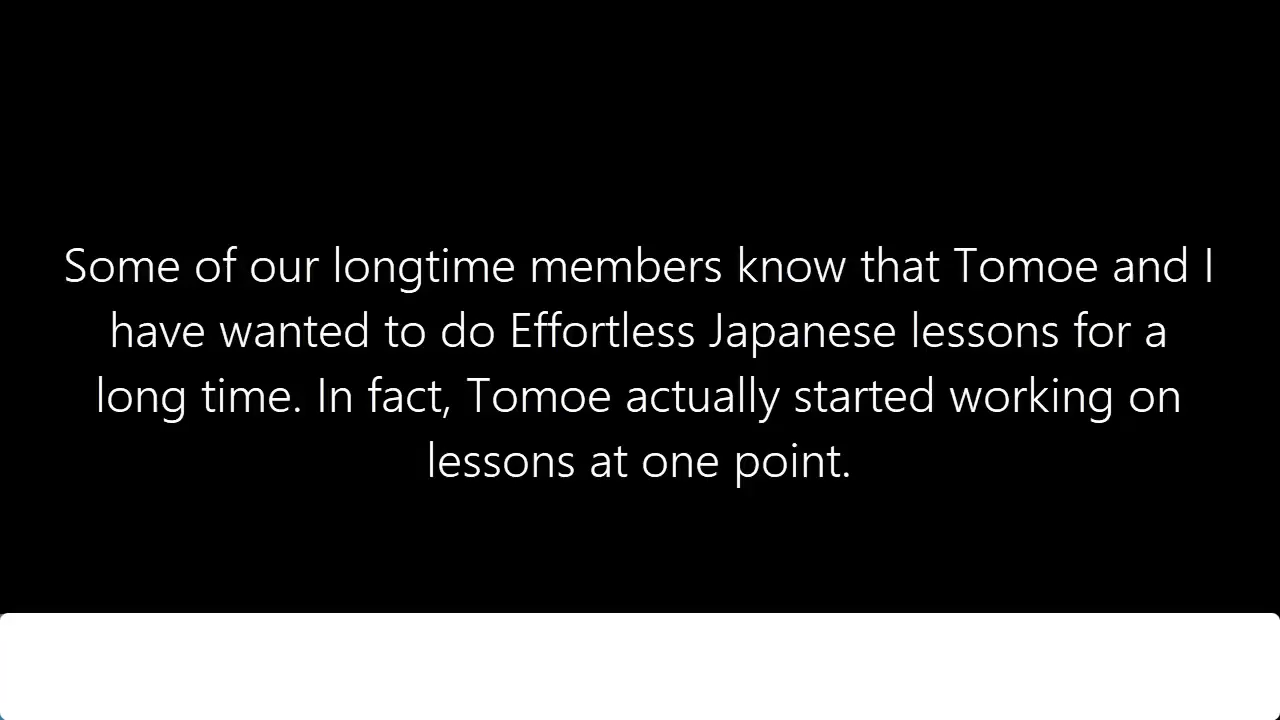 Some of our longtime members know that Tomoe and I
have wanted to do Effortless Japanese lessons for a
long time. In fact, Tomoe actually started working on
lessons at one point.